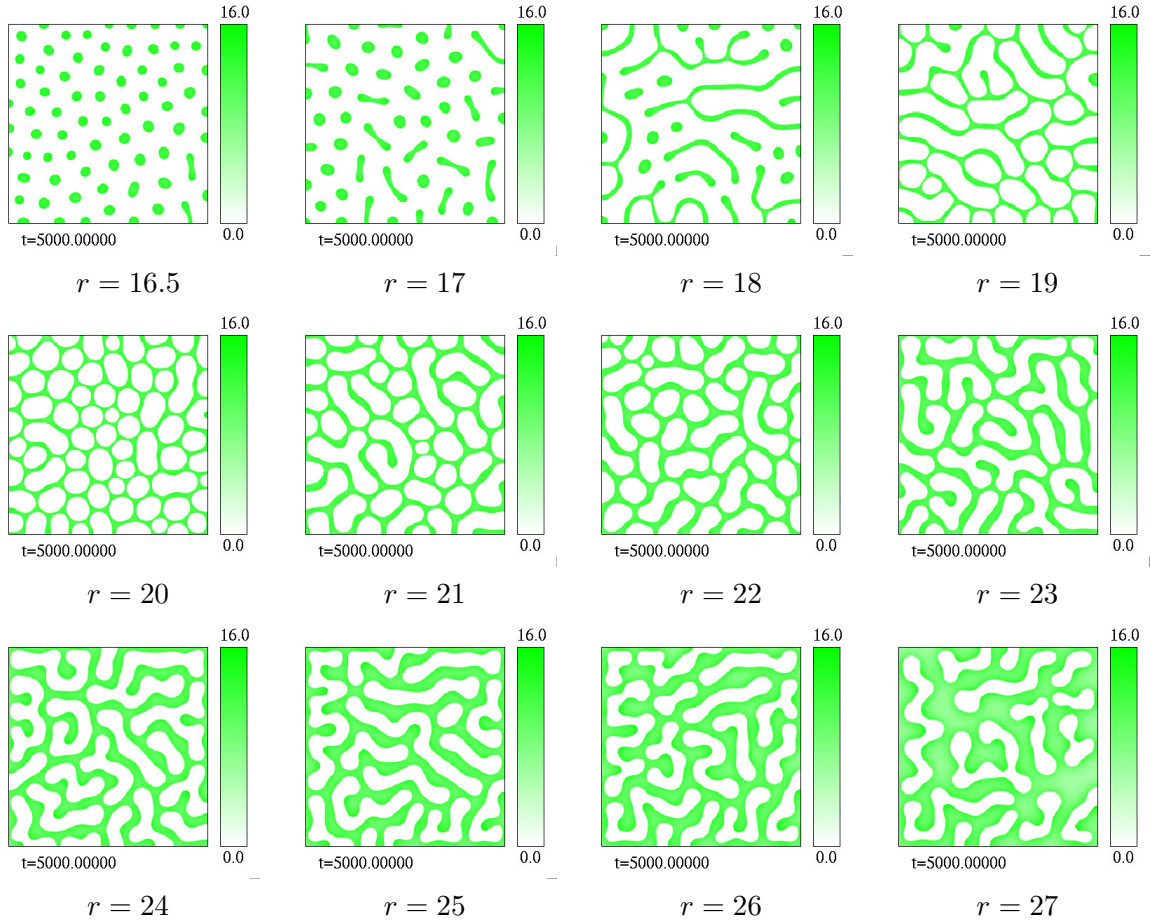 16.0 16.0 16.0 16.0
0.0 0.0 0.0 0.0
t=5000.00000 t=5000.00000 t=5000.00000 t=5000.00000
r = 16.5 r = 17 r = 18 r = 19
16.0 16.0 16.0 16.0
0.0 0.0 0.0 0.0
t=5000.00000 t=5000.00000 t=5000.00000 t=5000.00000
r = 20 r = 21 r = 22 r = 23
16.0 16.0 16.0 16.0
0.0 0.0 0.0 0.0
t=5000.00000 t=5000.00000 t=5000.00000 t=5000.00000
r = 24 r = 25 r = 26 r = 27